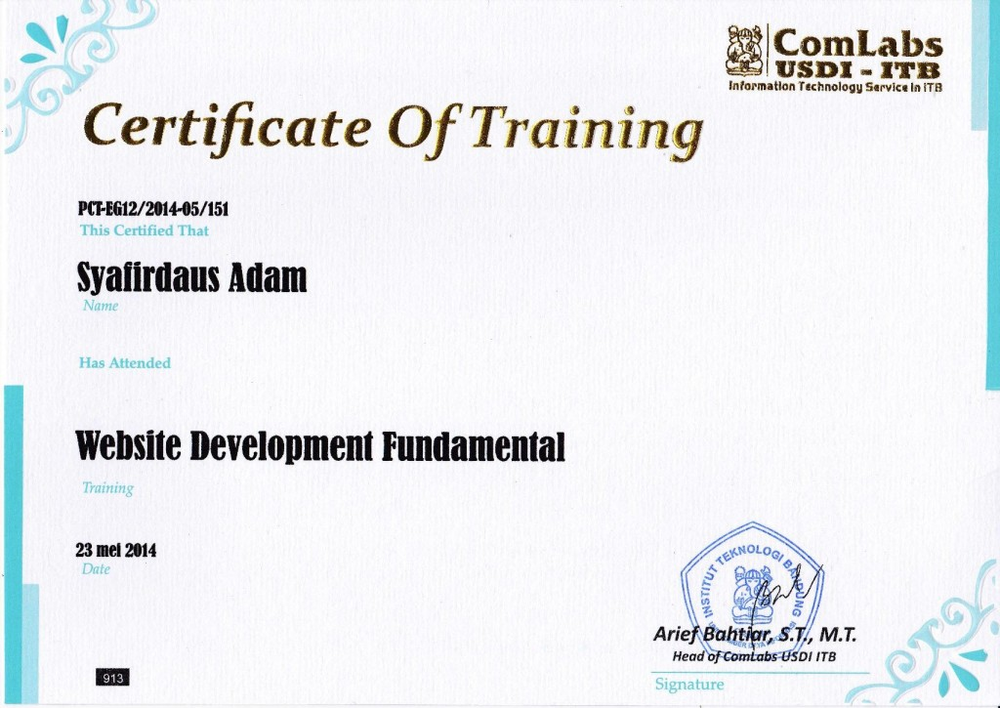 ComLabs
USDI - ITB
Information Technology Service In ITB
Certificate Of Training
PCT-EG12/2014-05/151
This Certified That
Syafirdaus Adam
Name
Has Attended
Website Development Fundamental
Training
23 mei 2014
Date
INSTITUT TEKNOLOGI BANDUNG
Arief Bahtiar, S.T., M.T.
Head of ComLabs USDI ITB
Signature
913